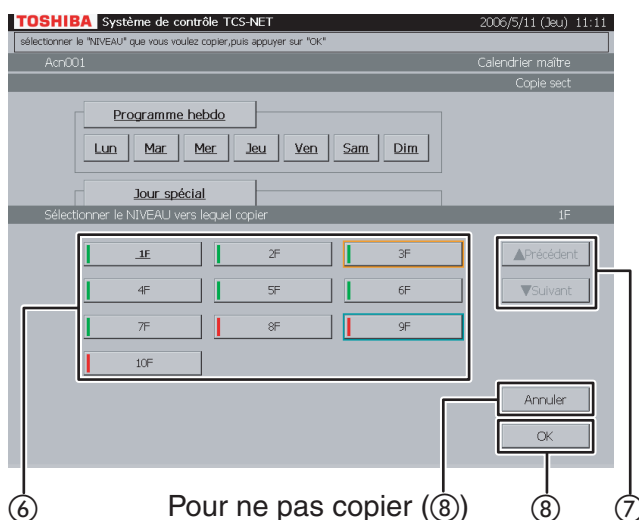 TOSHIBA Système de contrôle TCS-NET 2006/5/11 (Jeu) 11:11
sélectionner le "NIVEAU" que vous voulez copier,puis appuyer sur "OK"
Acn001 Calendrier maître
Copie sect
Programme hebdo
Lun Mar Mer Jeu Ven Sam Dim
Jour spécial
Sélectionner le NIVEAU vers lequel copier 1F
1F 2F 3F ▲Précédent
4F 5F 6F ▼Suivant
7F 8F 9F
10F
Annuler
OK
⑥ Pour ne pas copier (⑧) ⑧ ⑦